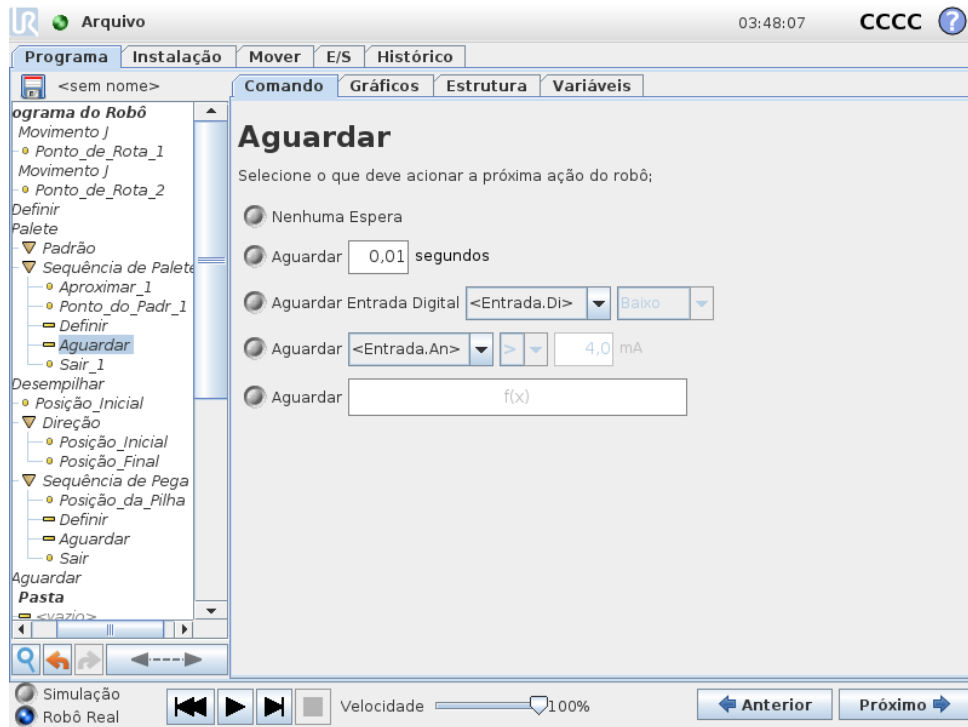 UR Arquivo 03:48:07 CCCC ?
Programa Instalação Mover E/S Histórico
<sem nome> Comando Gráficos Estrutura Variáveis
ograma do Robô
Movimento J
Ponto_de_Rota_1
Movimento J
Ponto_de_Rota_2
Definir
Palete
Padrão
Sequência de Palete
Aproximar_1
Ponto_do_Padr_1
Definir
Aguardar
Sair_1
Desempilhar
Posição_Inicial
Direção
Posição_Inicial
Posição_Final
Sequência de Pega
Posição_da_Pilha
Definir
Aguardar
Sair
Aguardar
Pasta
<vazio>
Aguardar
Selecione o que deve acionar a próxima ação do robô;
Nenhuma Espera
Aguardar 0,01 segundos
Aguardar Entrada Digital <Entrada.Di> Baixo
Aguardar <Entrada.An> > 4,0 mA
Aguardar f(x)
Simulação
Robô Real
Velocidade 100%
Anterior Próximo